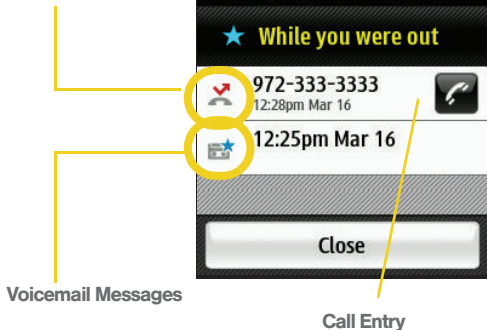 While you were out
972-333-3333
12:28pm Mar 16
12:25pm Mar 16
Close
Voicemail Messages
Call Entry